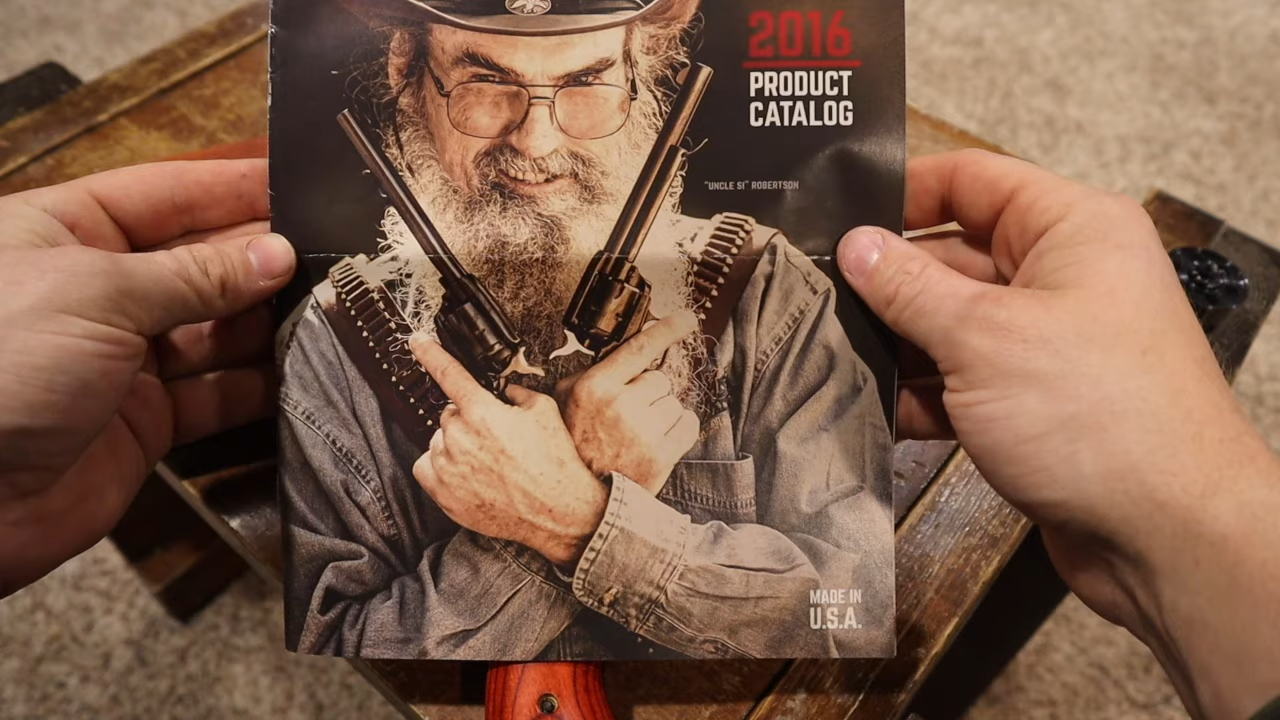 2016
PRODUCT
CATALOG
"UNCLE SI" ROBERTSON
MADE IN
U.S.A.